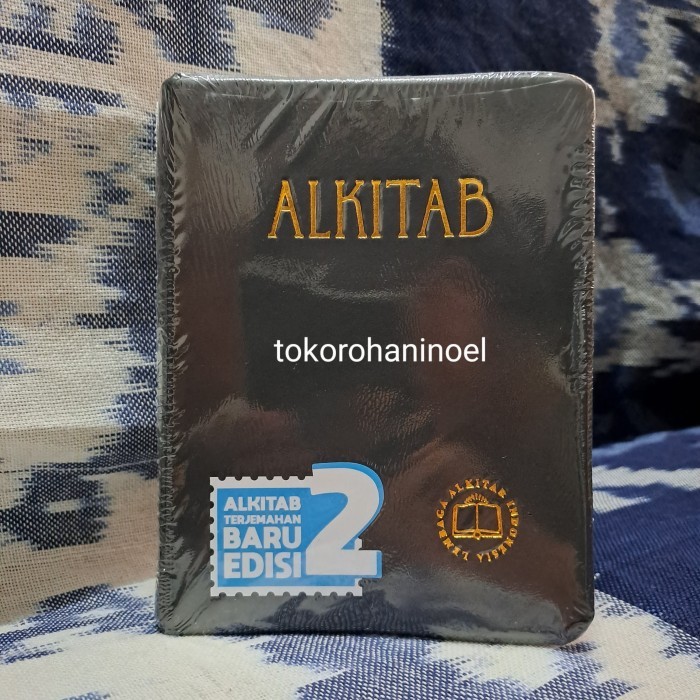 ALKITAB
tokorohaninoel
ALKITAB
TERJEMAHAN
BARU
EDISI 2
LEMBAGA ALKITAB INDONESIA